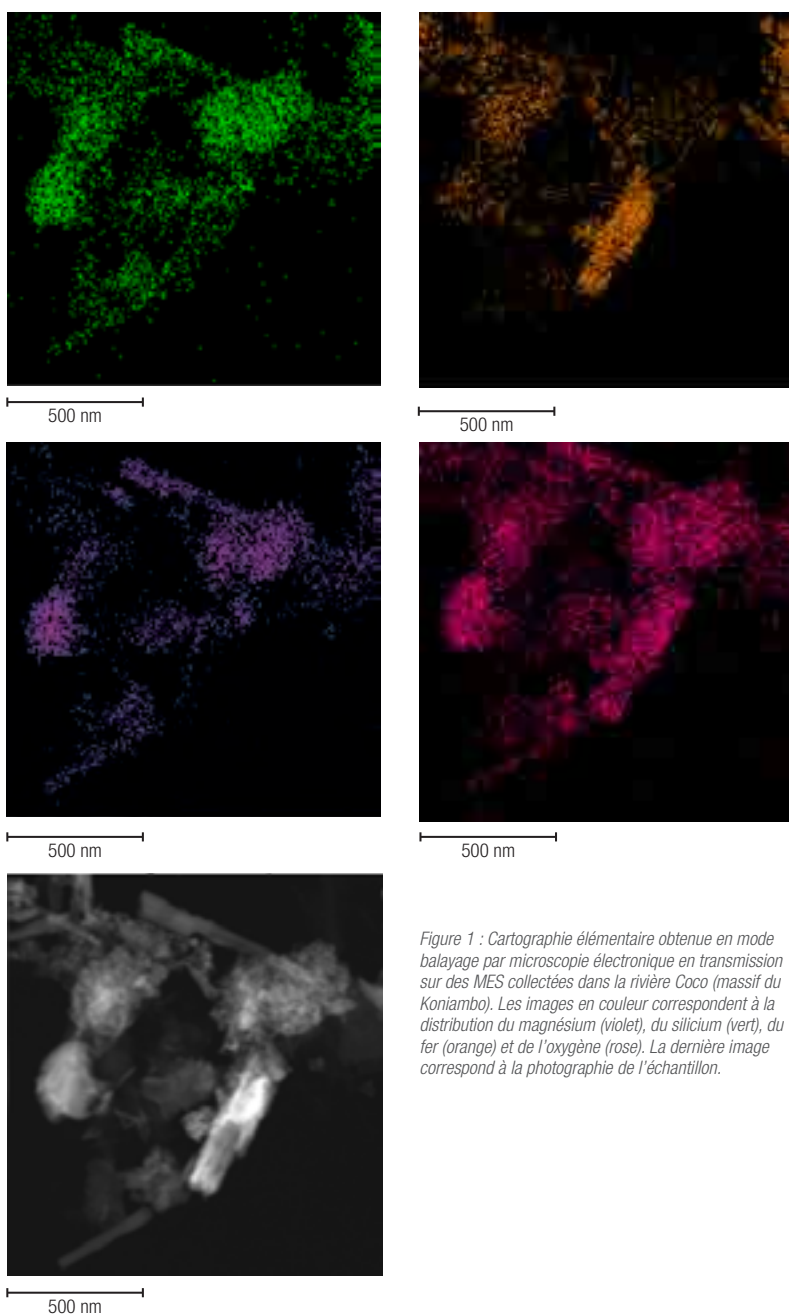 500 nm
500 nm
500 nm
500 nm
Figure 1 : Cartographie élémentaire obtenue en mode
balayage par microscopie électronique en transmission
sur des MES collectées dans la rivière Coco (massif du
Koniambo). Les images en couleur correspondent à la
distribution du magnésium (violet), du silicium (vert), du
fer (orange) et de l'oxygène (rose). La dernière image
correspond à la photographie de l'échantillon.
500 nm